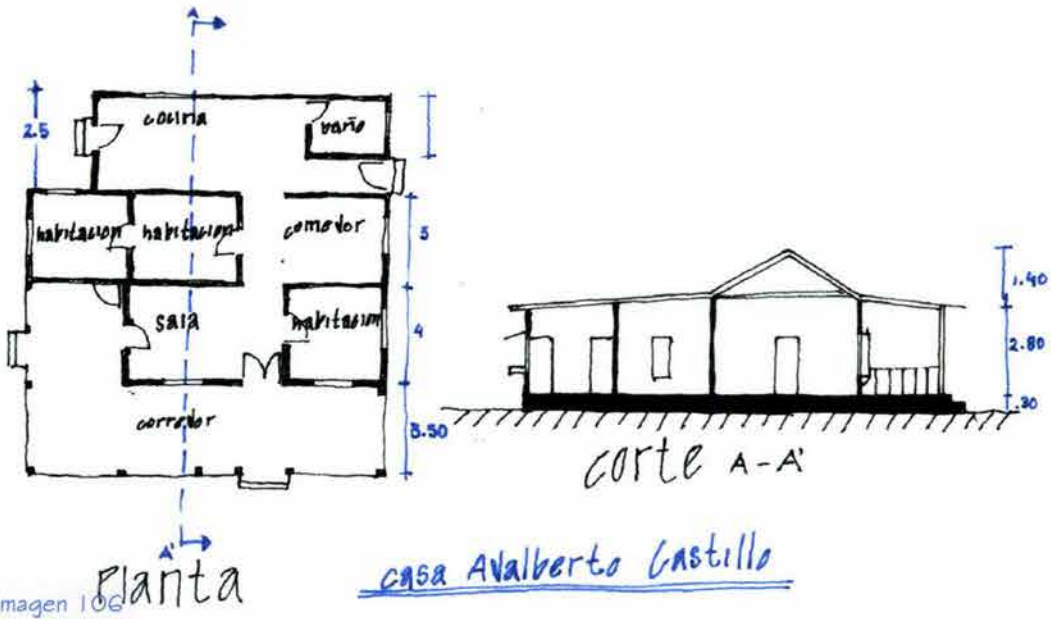 A
cocina
baño
2.5
habitacion
habitacion
comedor
sala
habitacion
corredor
4
3.50
A'
Planta
1.40
2.80
.30
corte A-A'
casa Avalberto Castillo
magen 106